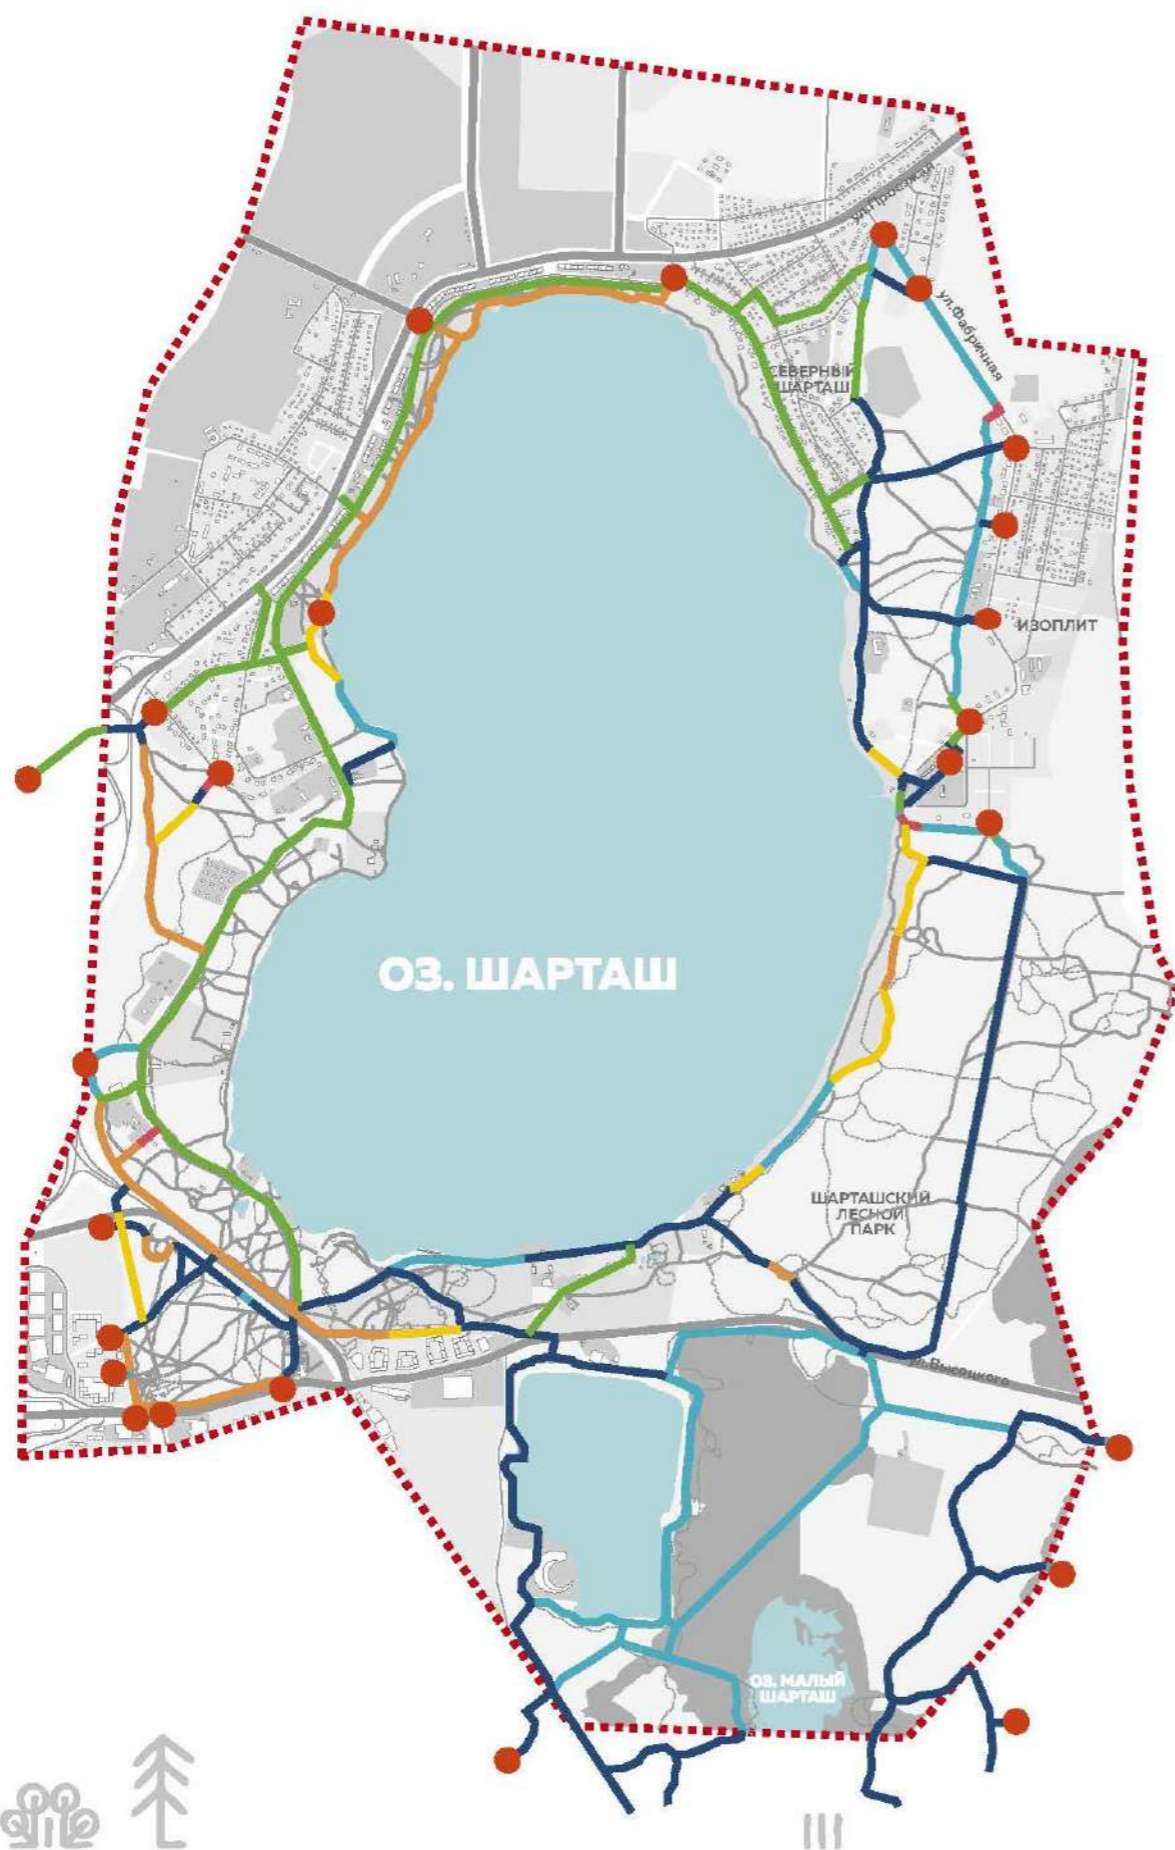 ул.Проезжая
ул.Фабричная
СЕВЕРНЫЙ
ШАРТАШ
ИЗОПЛИТ
ОЗ. ШАРТАШ
ШАРТАШСКИЙ
ЛЕСНОЙ
ПАРК
ул.Высоцкого
ОЗ. МАЛЫЙ
ШАРТАШ